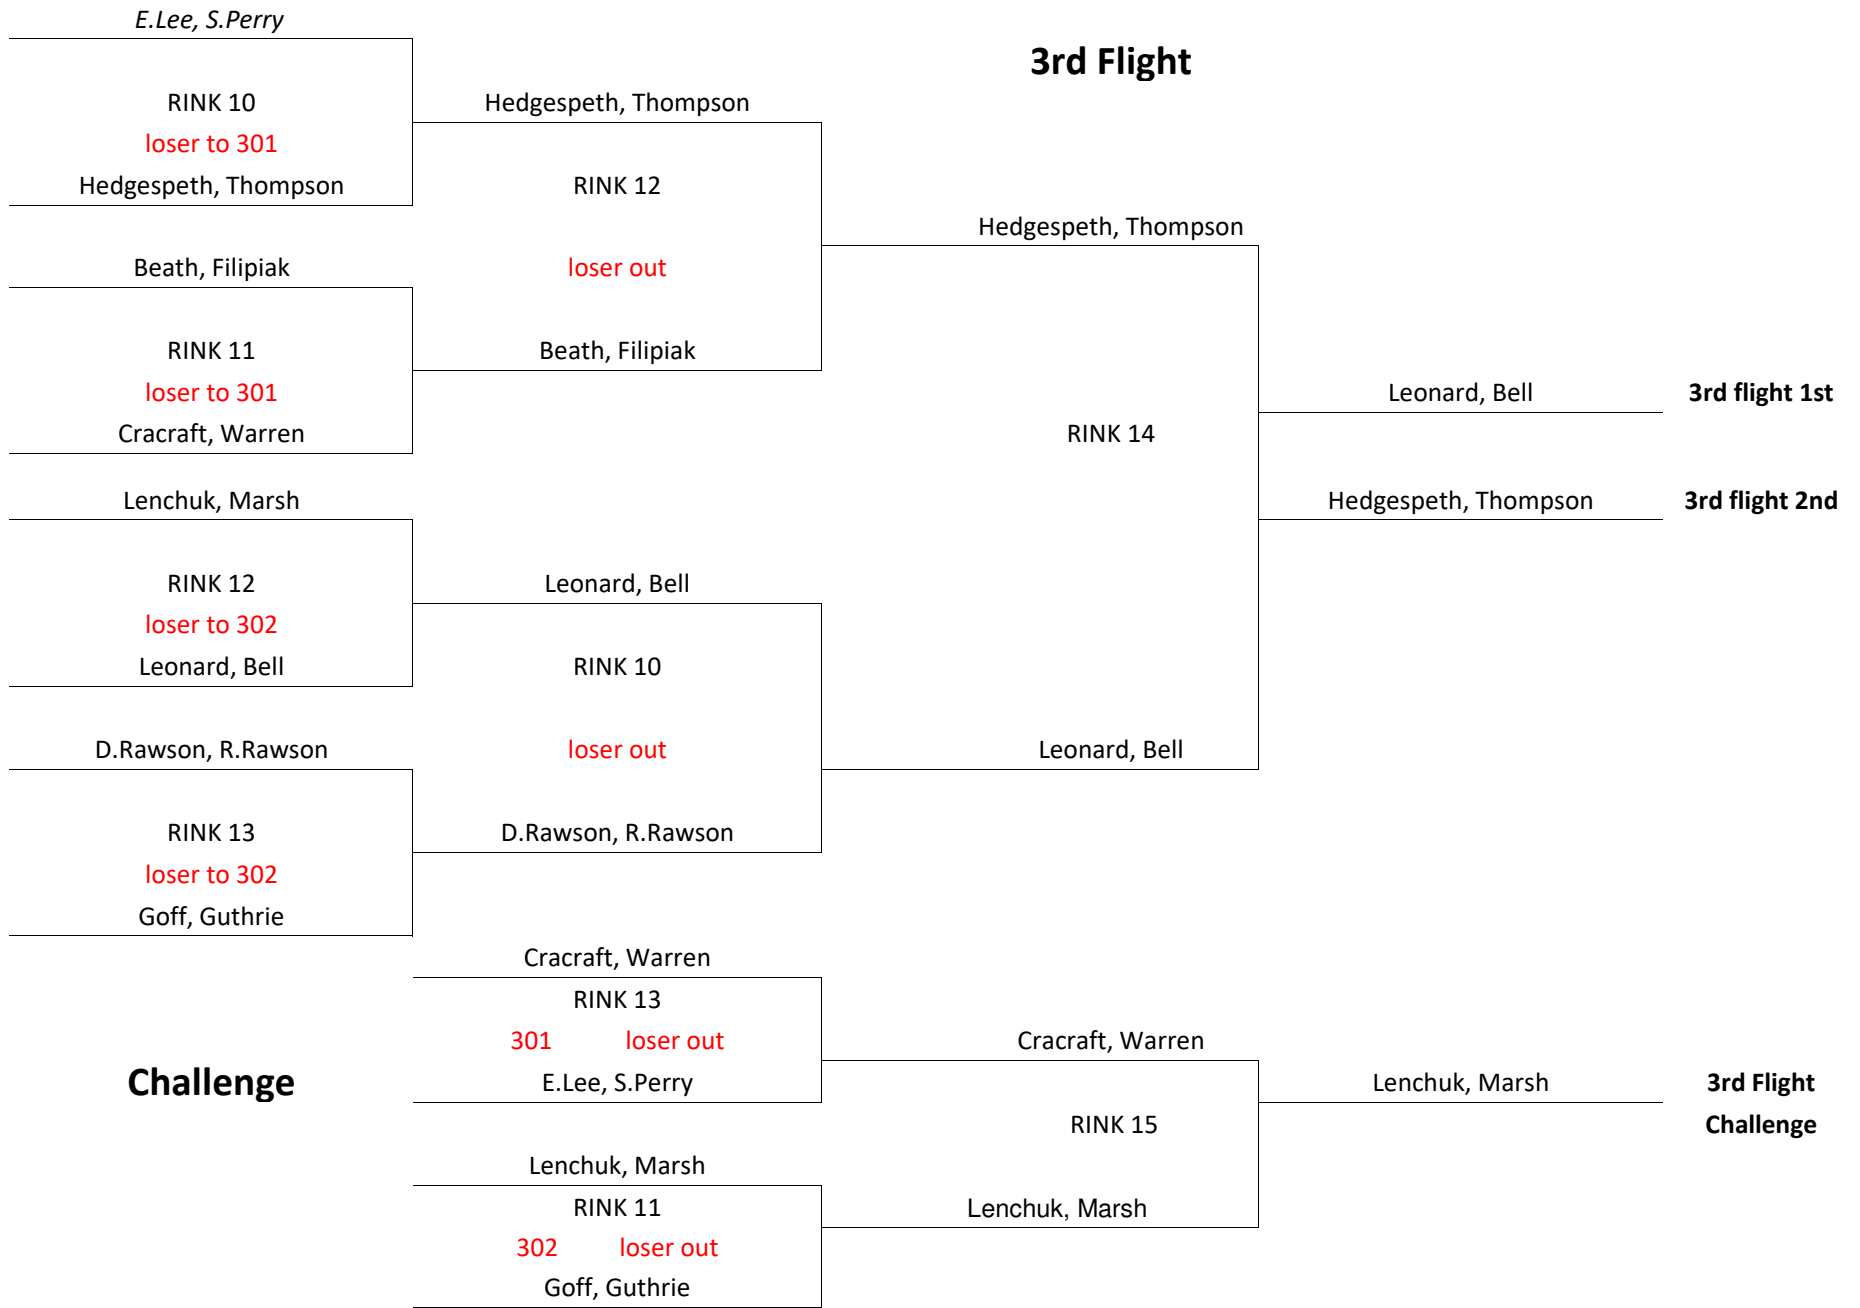 E.Lee, S.Perry
3rd Flight
RINK 10
Hedgespeth, Thompson
loser to 301
Hedgespeth, Thompson
RINK 12
Hedgespeth, Thompson
Beath, Filipiak
loser out
RINK 11
Beath, Filipiak
loser to 301
Leonard, Bell
3rd flight 1st
Cracraft, Warren
RINK 14
Lenchuk, Marsh
Hedgespeth, Thompson
3rd flight 2nd
RINK 12
Leonard, Bell
loser to 302
Leonard, Bell
RINK 10
D.Rawson, R.Rawson
loser out
Leonard, Bell
RINK 13
D.Rawson, R.Rawson
loser to 302
Goff, Guthrie
Cracraft, Warren
RINK 13
301 loser out
Cracraft, Warren
Challenge
E.Lee, S.Perry
Lenchuk, Marsh
3rd Flight
RINK 15
Challenge
Lenchuk, Marsh
RINK 11
Lenchuk, Marsh
302 loser out
Goff, Guthrie